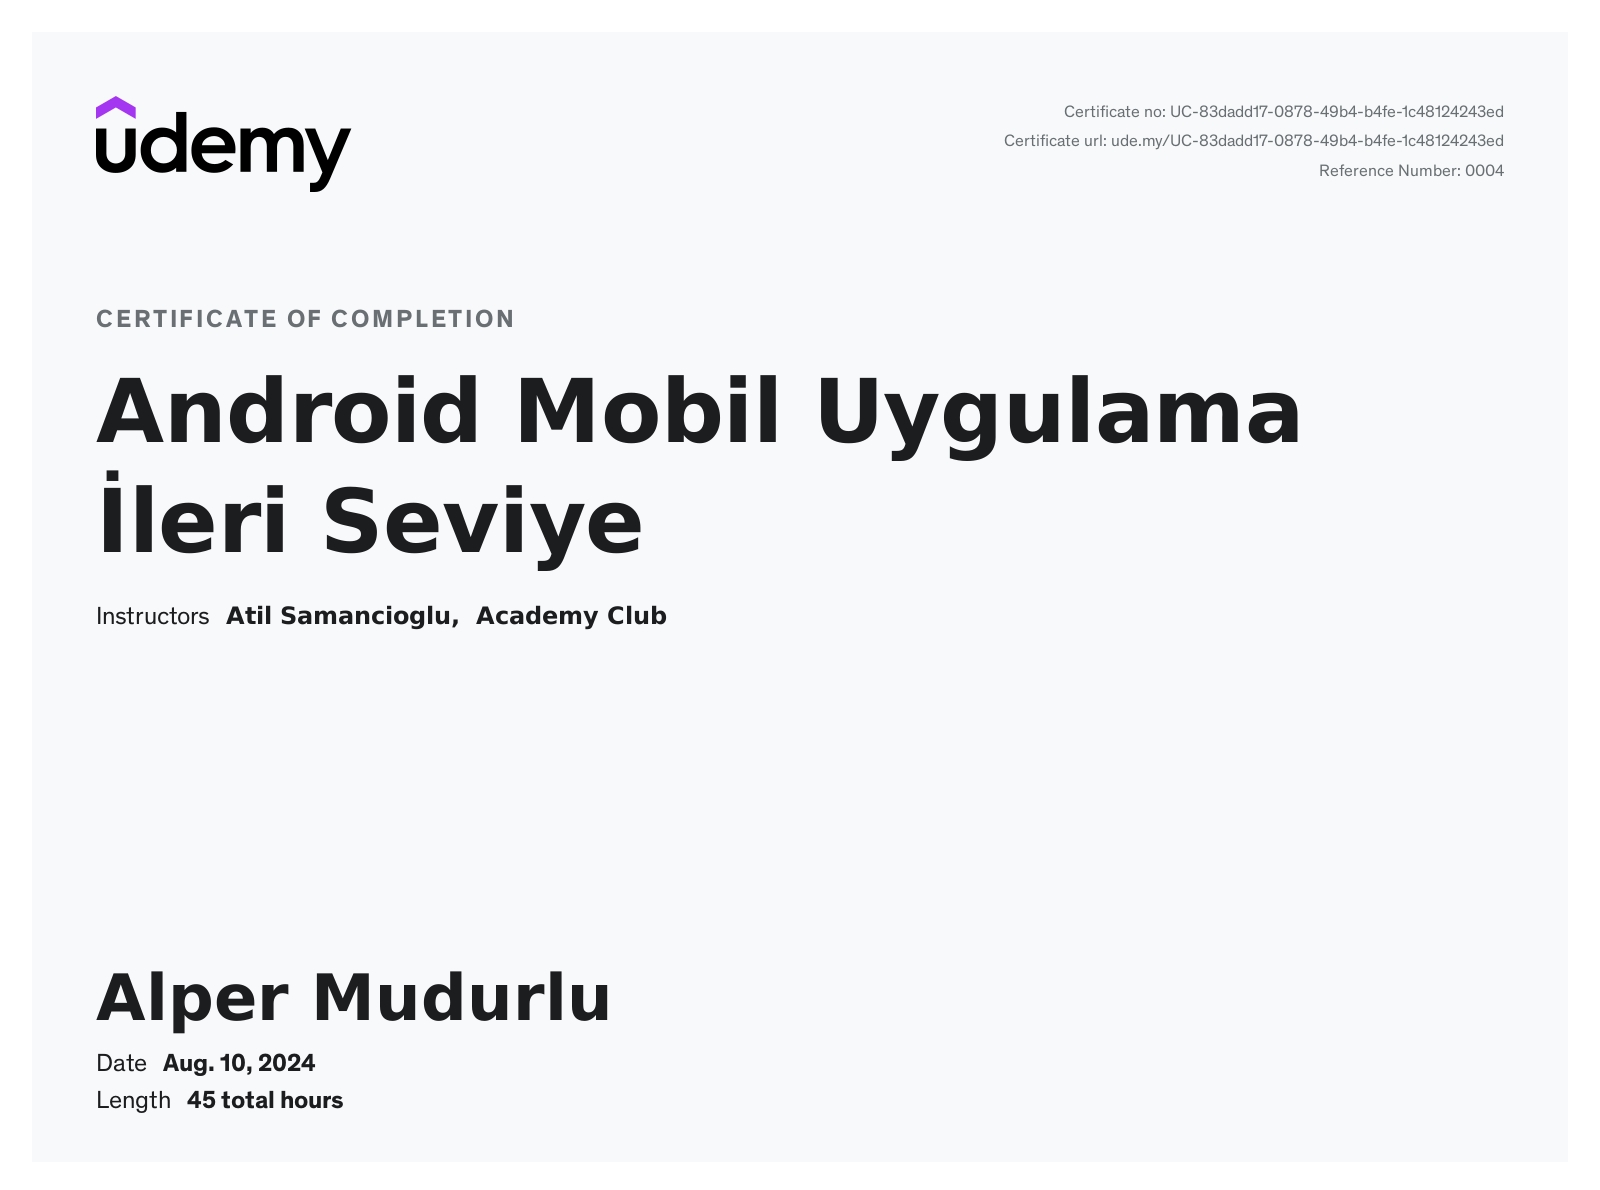 udemy
Certificate no: UC-83dadd17-0878-49b4-b4fe-1c48124243ed
Certificate url: ude.my/UC-83dadd17-0878-49b4-b4fe-1c48124243ed
Reference Number: 0004
CERTIFICATE OF COMPLETION
Android Mobil Uygulama
İleri Seviye
Instructors Atil Samancioglu, Academy Club
Alper Mudurlu
Date Aug. 10, 2024
Length 45 total hours